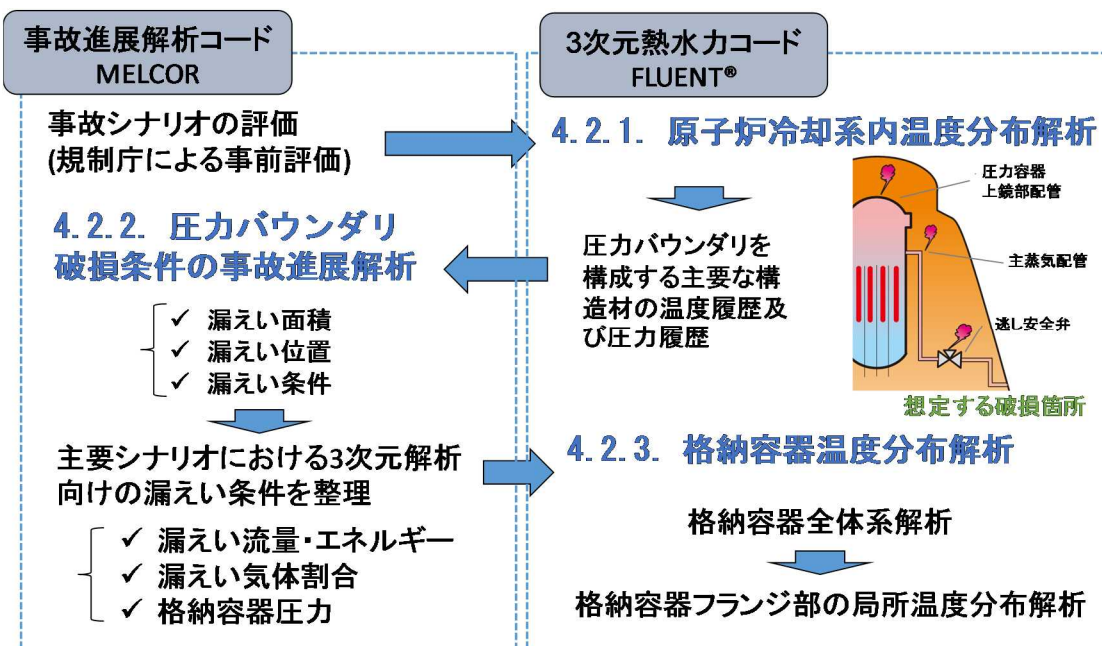 事故進展解析コード
MELCOR
事故シナリオの評価
(規制庁による事前評価)
4.2.2. 圧力バウンダリ
破損条件の事故進展解析
✓ 漏えい面積
✓ 漏えい位置
✓ 漏えい条件
主要シナリオにおける3次元解析
向けの漏えい条件を整理
✓ 漏えい流量・エネルギー
✓ 漏えい気体割合
✓ 格納容器圧力
3次元熱水力コード
FLUENT®
4.2.1. 原子炉冷却系内温度分布解析
圧力バウンダリを
構成する主要な構
造材の温度履歴及
び圧力履歴
圧力容器
上鏡部配管
主蒸気配管
逃し安全弁
想定する破損箇所
4.2.3. 格納容器温度分布解析
格納容器全体系解析
格納容器フランジ部の局所温度分布解析